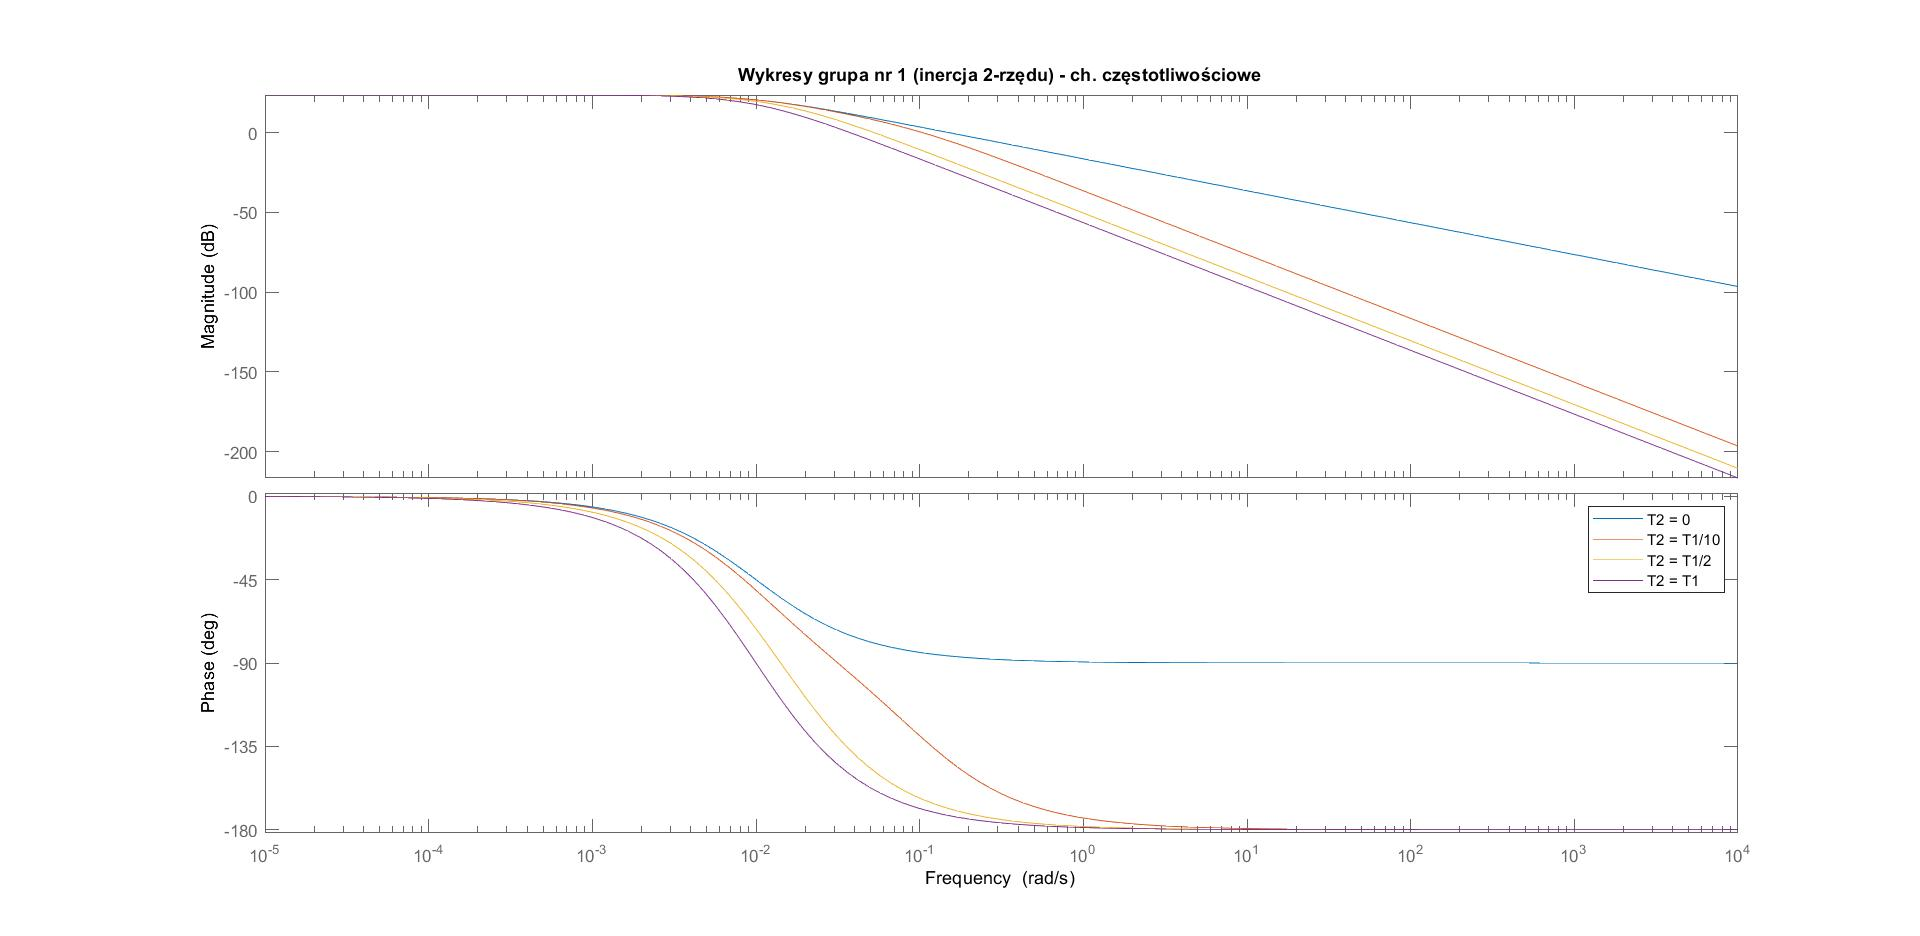 Wykresy grupa nr 1 (inercja 2-rzędu) - ch. częstotliwościowe
Magnitude (dB)
0
-50
-100
-150
-200
Phase (deg)
0
-45
-90
-135
-180
T2 = 0
T2 = T1/10
T2 = T1/2
T2 = T1
10^-5 10^-4 10^-3 10^-2 10^-1 10^0 10^1 10^2 10^3 10^4
Frequency (rad/s)